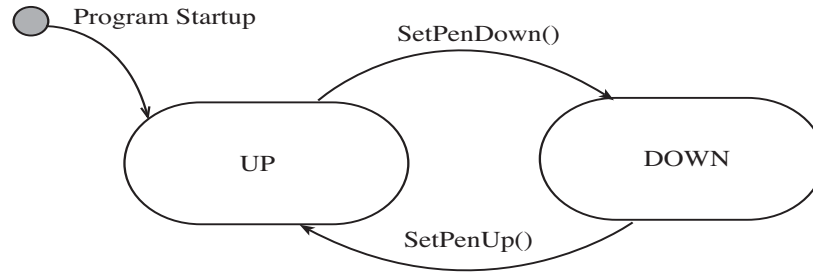 Program Startup
SetPenDown()
UP
DOWN
SetPenUp()